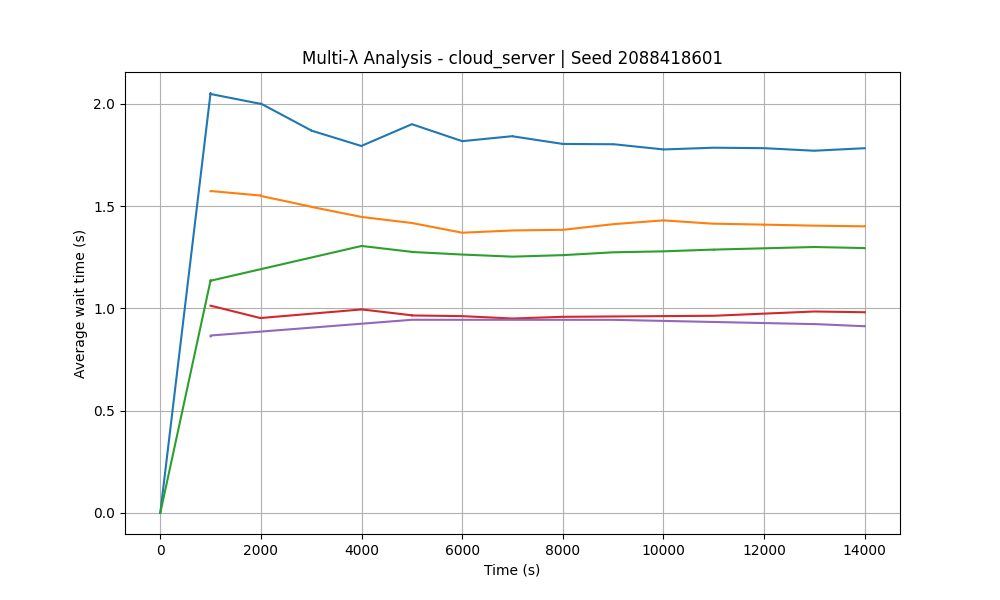 Multi-λ Analysis - cloud_server | Seed 2088418601
2.0
1.5
1.0
0.5
0.0
Average wait time (s)
0 2000 4000 6000 8000 10000 12000 14000
Time (s)